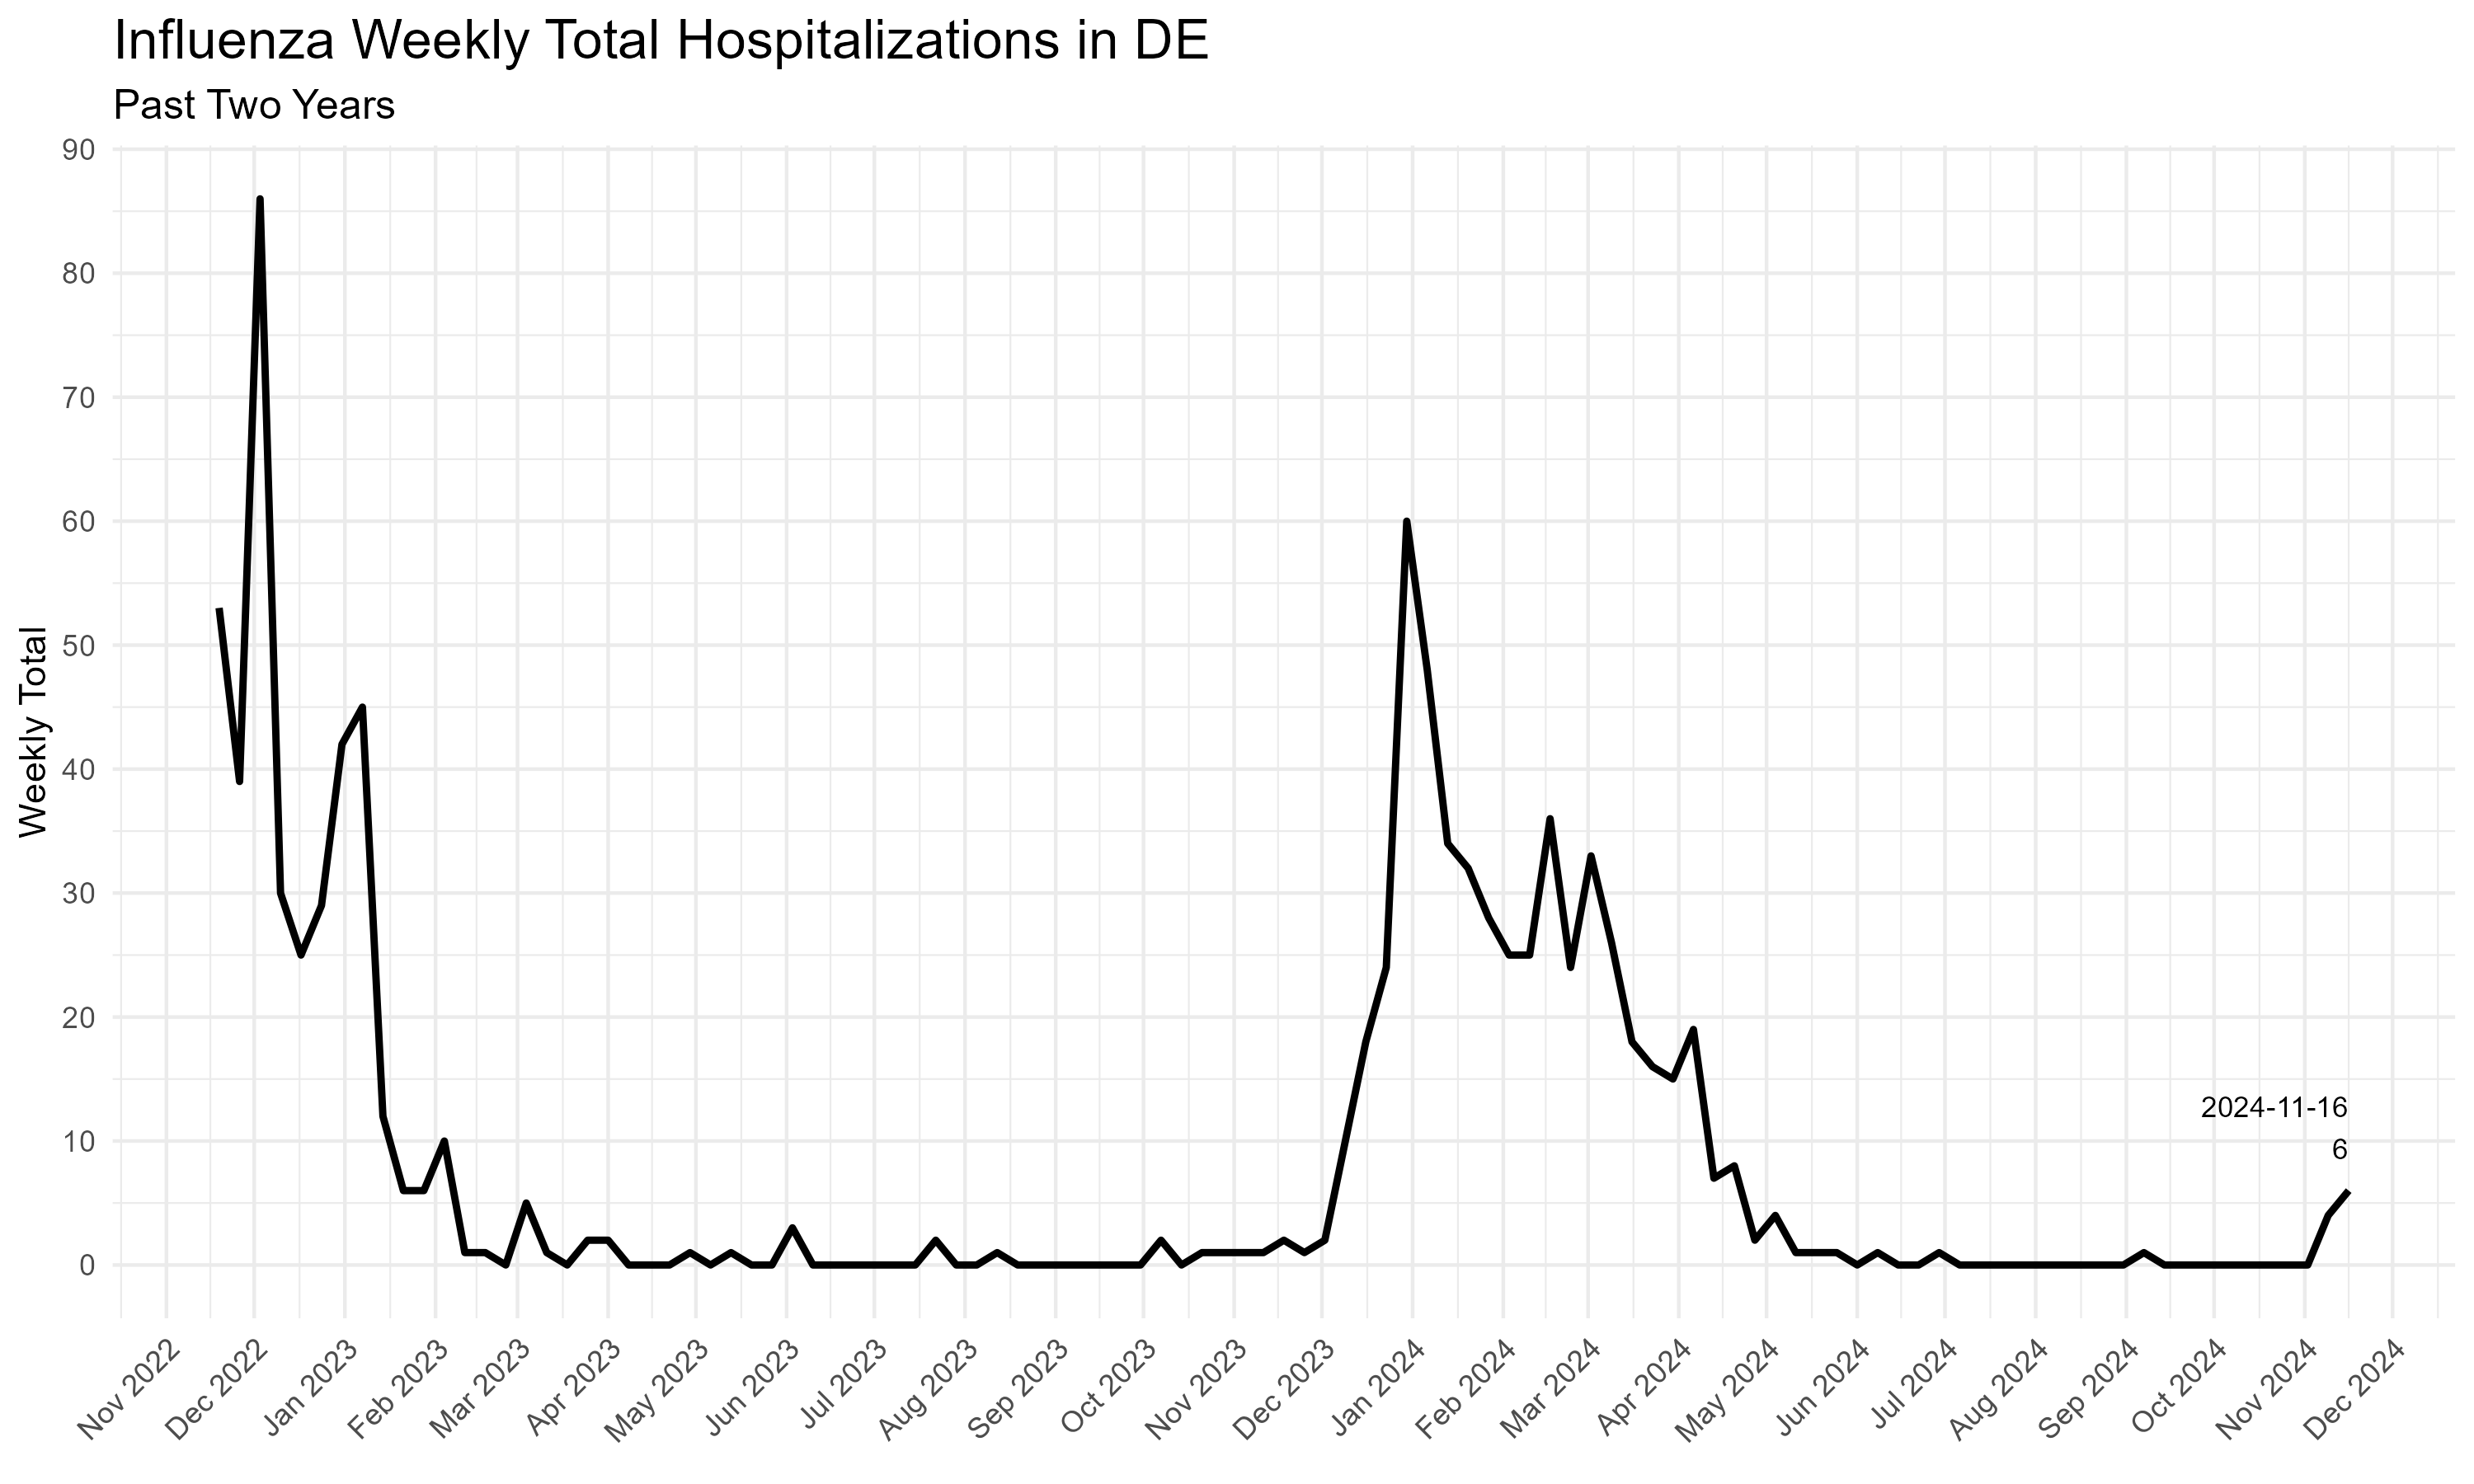 Influenza Weekly Total Hospitalizations in DE
Past Two Years
Weekly Total
90
80
70
60
50
40
30
20
10
0
2024-11-16
6
Nov 2022
Dec 2022
Jan 2023
Feb 2023
Mar 2023
Apr 2023
May 2023
Jun 2023
Jul 2023
Aug 2023
Sep 2023
Oct 2023
Nov 2023
Dec 2023
Jan 2024
Feb 2024
Mar 2024
Apr 2024
May 2024
Jun 2024
Jul 2024
Aug 2024
Sep 2024
Oct 2024
Nov 2024
Dec 2024